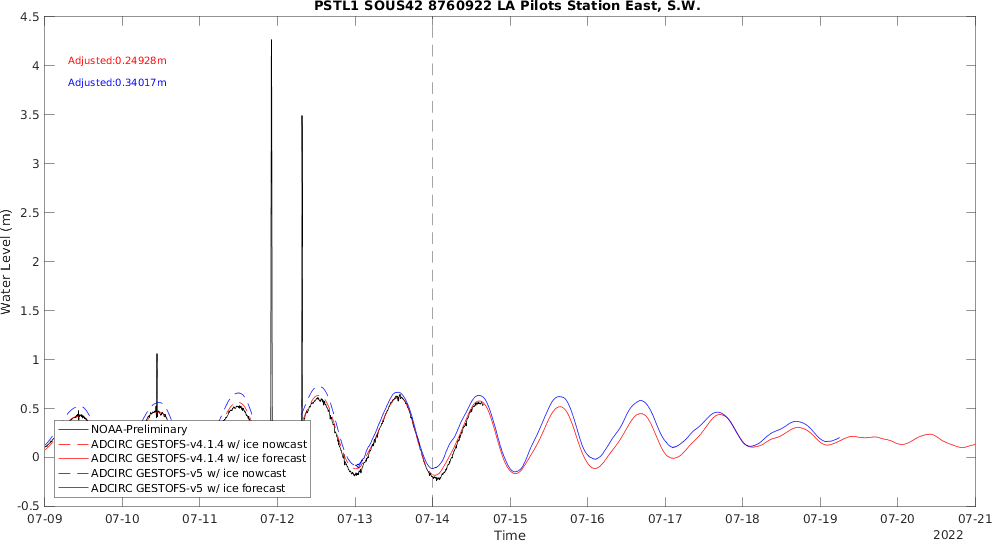 PSTL1 SOUS42 8760922 LA Pilots Station East, S.W.
4.5
4
3.5
3
2.5
2
1.5
1
0.5
0
-0.5
Water Level (m)
Adjusted:0.24928m
Adjusted:0.34017m
NOAA-Preliminary
ADCIRC GESTOFS-v4.1.4 w/ ice nowcast
ADCIRC GESTOFS-v4.1.4 w/ ice forecast
ADCIRC GESTOFS-v5 w/ ice nowcast
ADCIRC GESTOFS-v5 w/ ice forecast
07-09 07-10 07-11 07-12 07-13 07-14 07-15 07-16 07-17 07-18 07-19 07-20 07-21
Time
2022